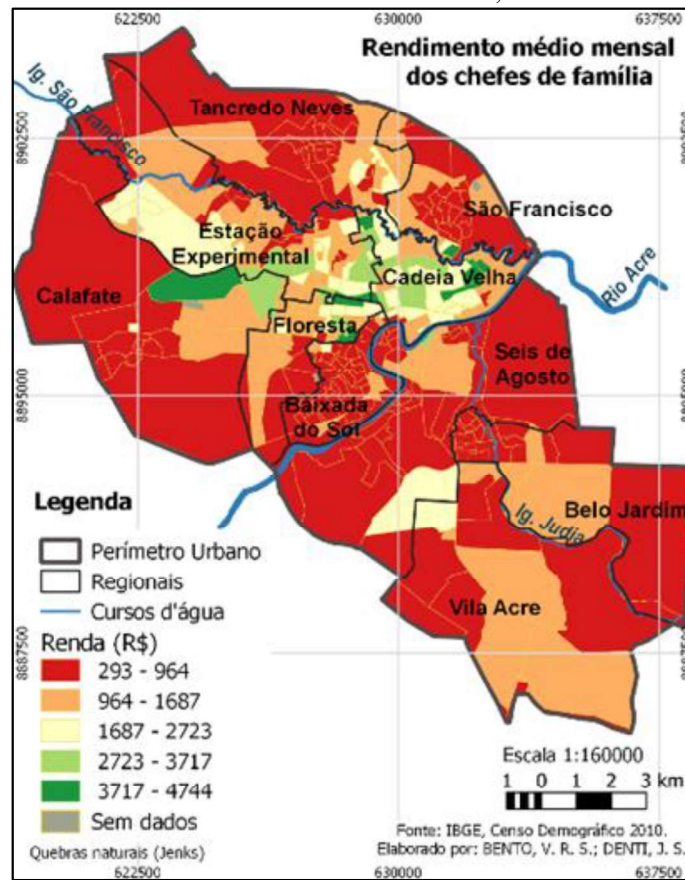 622500 630000 637500
Rendimento médio mensal
dos chefes de família
Ig. São Francisco
Tancredo Neves
8902500
São Francisco
Estação
Experimental
Cadeia Velha
Rio Acre
Calafate
Floresta
Seis de
Agosto
8895000
Baixada
do Sol
Legenda
Belo Jardim
Ig. Judia
Perímetro Urbano
Regionais
Cursos d'água
Vila Acre
Renda (R$)
8887500
293 - 964
964 - 1687
1687 - 2723
2723 - 3717
3717 - 4744
Sem dados
Quebras naturais (Jenks)
Escala 1:160000
1 0 1 2 3 km
Fonte: IBGE, Censo Demográfico 2010.
Elaborado por: BENTO, V. R. S.; DENTI, J. S.
622500 630000 637500